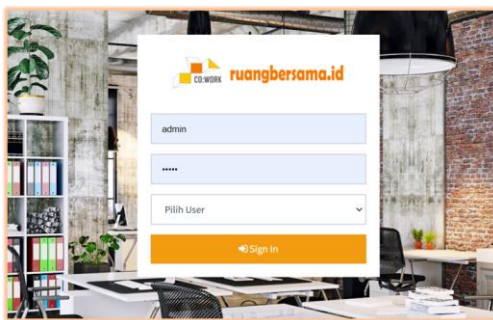 CO:WORK ruangbersama.id
admin
•••••
Pilih User
Sign In